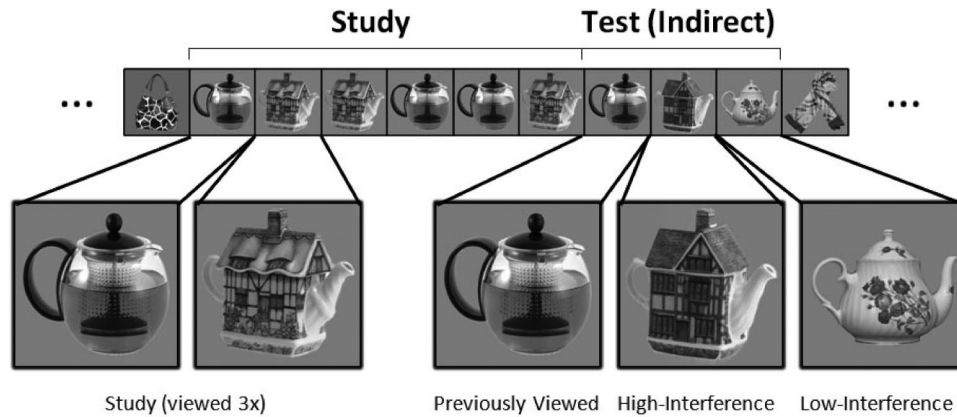 Study
Test (Indirect)
... ...
Study (viewed 3x)
Previously Viewed
High-Interference
Low-Interference